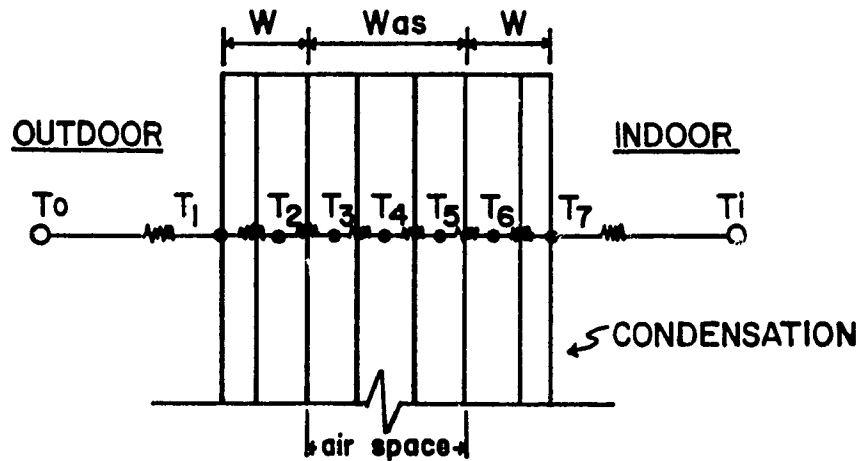 W Was W
OUTDOOR INDOOR
To T1 T2 T3 T4 T5 T6 T7 Ti
CONDENSATION
air space